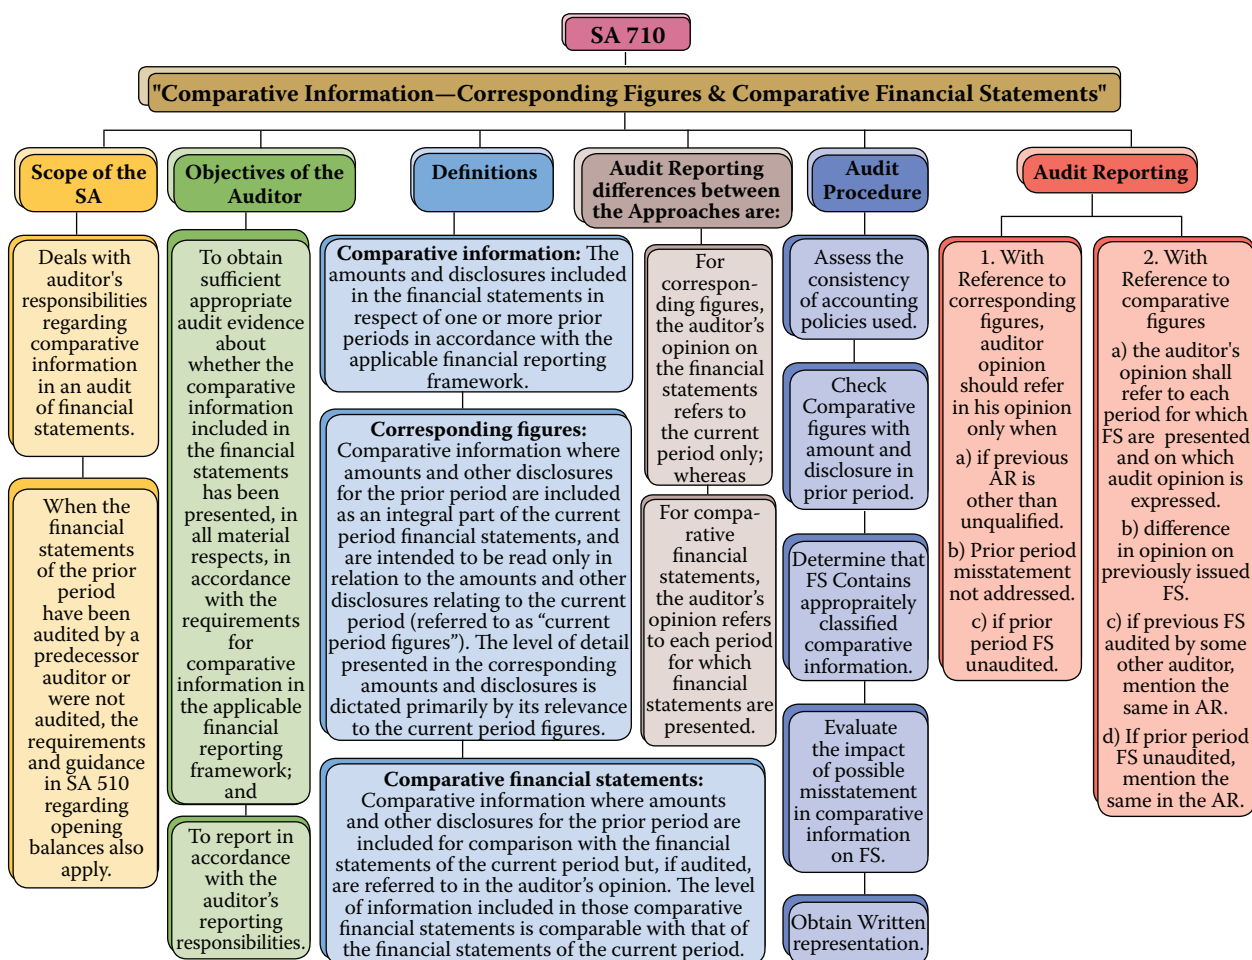 SA 710
"Comparative Information—Corresponding Figures & Comparative Financial Statements"
Scope of the
SA
Deals with
auditor's
responsibilities
regarding
comparative
information
in an audit
of financial
statements.
When the
financial
statements
of the prior
period
have been
audited by a
predecessor
auditor or
were not
audited, the
requirements
and guidance
in SA 510
regarding
opening
balances also
apply.
Objectives of the
Auditor
To obtain
sufficient
appropriate
audit evidence
about
whether the
comparative
information
included in
the financial
statements
has been
presented, in
all material
respects, in
accordance
with the
requirements
for
comparative
information in
the applicable
financial
reporting
framework;
and
To report in
accordance
with the
auditor's
reporting
responsibilities.
Definitions
Comparative information: The
amounts and disclosures included
in the financial statements in
respect of one or more prior
periods in accordance with the
applicable financial reporting
framework.
Corresponding figures:
Comparative information where
amounts and other disclosures
for the prior period are included
as an integral part of the current
period financial statements, and
are intended to be read only in
relation to the amounts and other
disclosures relating to the current
period (referred to as “current
period figures”). The level of detail
presented in the corresponding
amounts and disclosures is
dictated primarily by its relevance
to the current period figures.
Comparative financial statements:
Comparative information where amounts
and other disclosures for the prior period are
included for comparison with the financial
statements of the current period but, if audited,
are referred to in the auditor’s opinion. The level
of information included in those comparative
financial statements is comparable with that of
the financial statements of the current period.
Audit Reporting
differences between
the Approaches are:
For
correspon-
ding figures,
the auditor’s
opinion on
the financial
statements
refers to
the current
period only;
whereas
For compa-
rative
financial
statements,
the auditor’s
opinion refers
to each period
for which
financial
statements are
presented.
Audit
Procedure
Assess the
consistency
of accounting
policies used.
Check
Comparative
figures with
amount and
disclosure in
prior period.
Determine that
FS Contains
appropraitely
classified
comparative
information.
Evaluate
the impact
of possible
misstatement
in comparative
information
on FS.
Obtain Written
representation.
Audit Reporting
1. With
Reference to
corresponding
figures,
auditor
opinion
should refer
in his opinion
only when
a) if previous
AR is
other than
unqualified.
b) Prior period
misstatement
not addressed.
c) if prior
period FS
unaudited.
2. With
Reference to
comparative
figures
a) the auditor's
opinion shall
refer to each
period for which
FS are presented
and on which
audit opinion is
expressed.
b) difference
in opinion on
previously issued
FS.
c) if previous FS
audited by some
other auditor,
mention the
same in AR.
d) If prior period
FS unaudited,
mention the
same in the AR.